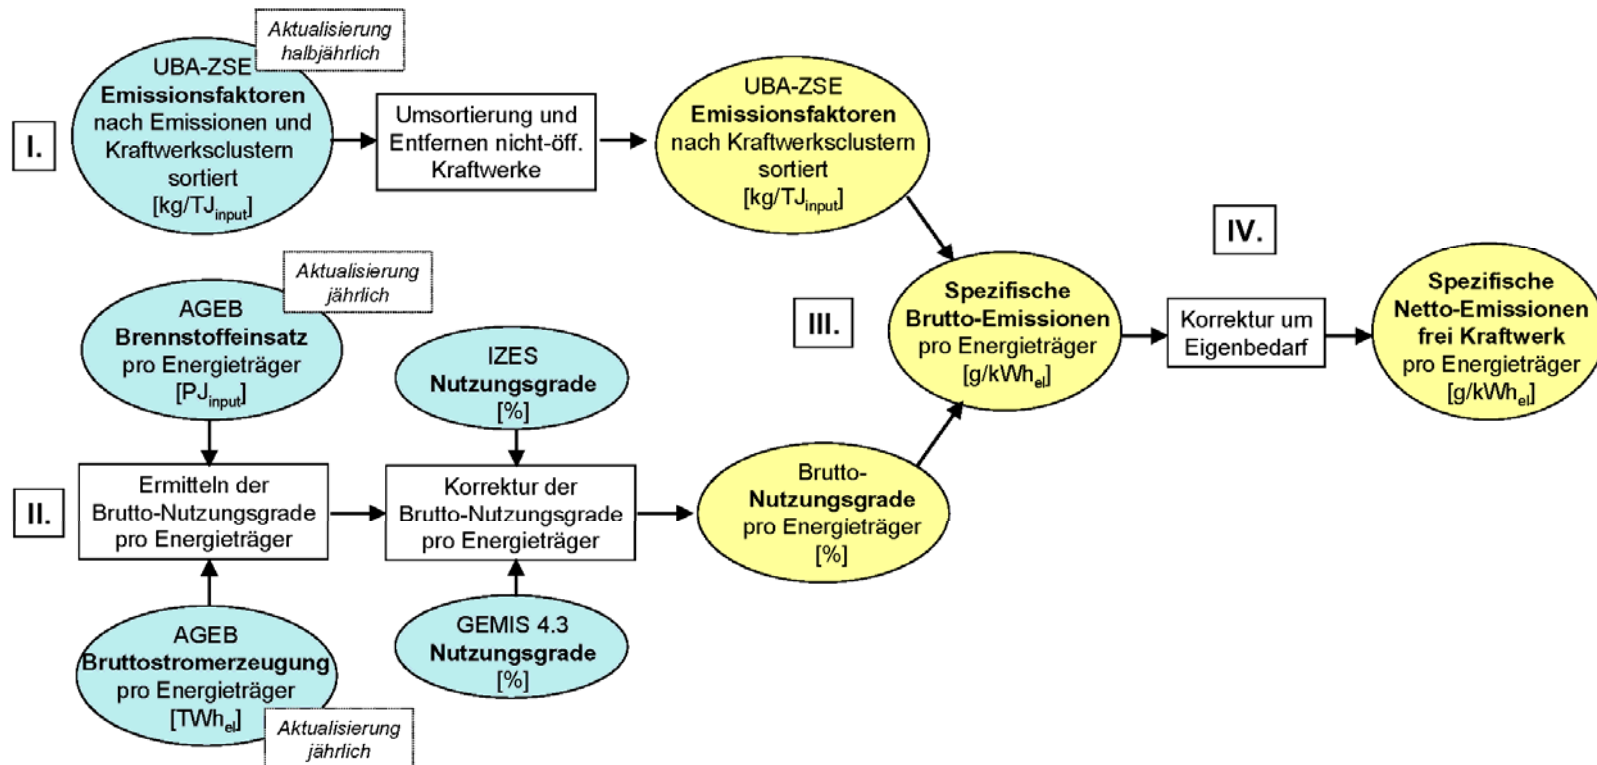 Aktualisierung
halbjährlich
UBA-ZSE
Emissionsfaktoren
nach Emissionen und
Kraftwerksclustern
sortiert
[kg/TJinput]
I.
Umsortierung und
Entfernen nicht-öff.
Kraftwerke
UBA-ZSE
Emissionsfaktoren
nach Kraftwerksclustern
sortiert
[kg/TJinput]
Aktualisierung
jährlich
AGEB
Brennstoffeinsatz
pro Energieträger
[PJinput]
IZES
Nutzungsgrade
[%]
III.
Spezifische
Brutto-Emissionen
pro Energieträger
[g/kWhel]
IV.
Korrektur um
Eigenbedarf
Spezifische
Netto-Emissionen
frei Kraftwerk
pro Energieträger
[g/kWhel]
II.
Ermitteln der
Brutto-Nutzungsgrade
pro Energieträger
Korrektur der
Brutto-Nutzungsgrade
pro Energieträger
Brutto-
Nutzungsgrade
pro Energieträger
[%]
AGEB
Bruttostromerzeugung
pro Energieträger
[TWhel]
Aktualisierung
jährlich
GEMIS 4.3
Nutzungsgrade
[%]